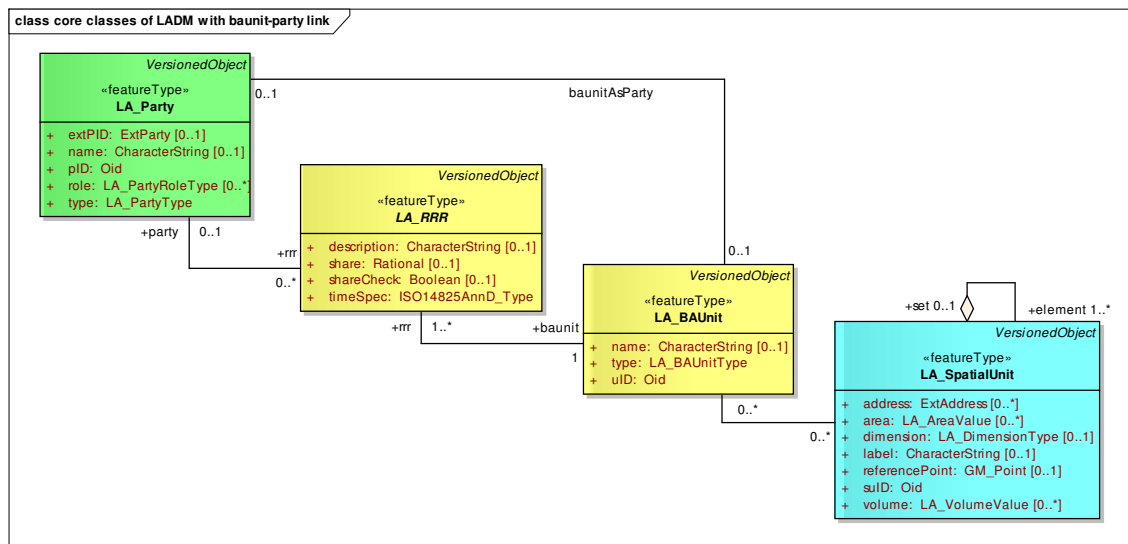 class core classes of LADM with baunit-party link
VersionedObject
«featureType»
LA_Party
+ extPID: ExtParty [0..1]
+ name: CharacterString [0..1]
+ pID: Oid
+ role: LA_PartyRoleType [0..*]
+ type: LA_PartyType
0..1
baunitAsParty
0..1
+party 0..1
+rrr
0..*
VersionedObject
«featureType»
LA_RRR
+ description: CharacterString [0..1]
+ share: Rational [0..1]
+ shareCheck: Boolean [0..1]
+ timeSpec: ISO14825AnnD_Type
+rrr 1..*
+baunit
1
VersionedObject
«featureType»
LA_BAUnit
+ name: CharacterString [0..1]
+ type: LA_BAUnitType
+ uID: Oid
0..*
0..*
+set 0..1
+element 1..*
VersionedObject
«featureType»
LA_SpatialUnit
+ address: ExtAddress [0..*]
+ area: LA_AreaValue [0..*]
+ dimension: LA_DimensionType [0..1]
+ label: CharacterString [0..1]
+ referencePoint: GM_Point [0..1]
+ suID: Oid
+ volume: LA_VolumeValue [0..*]